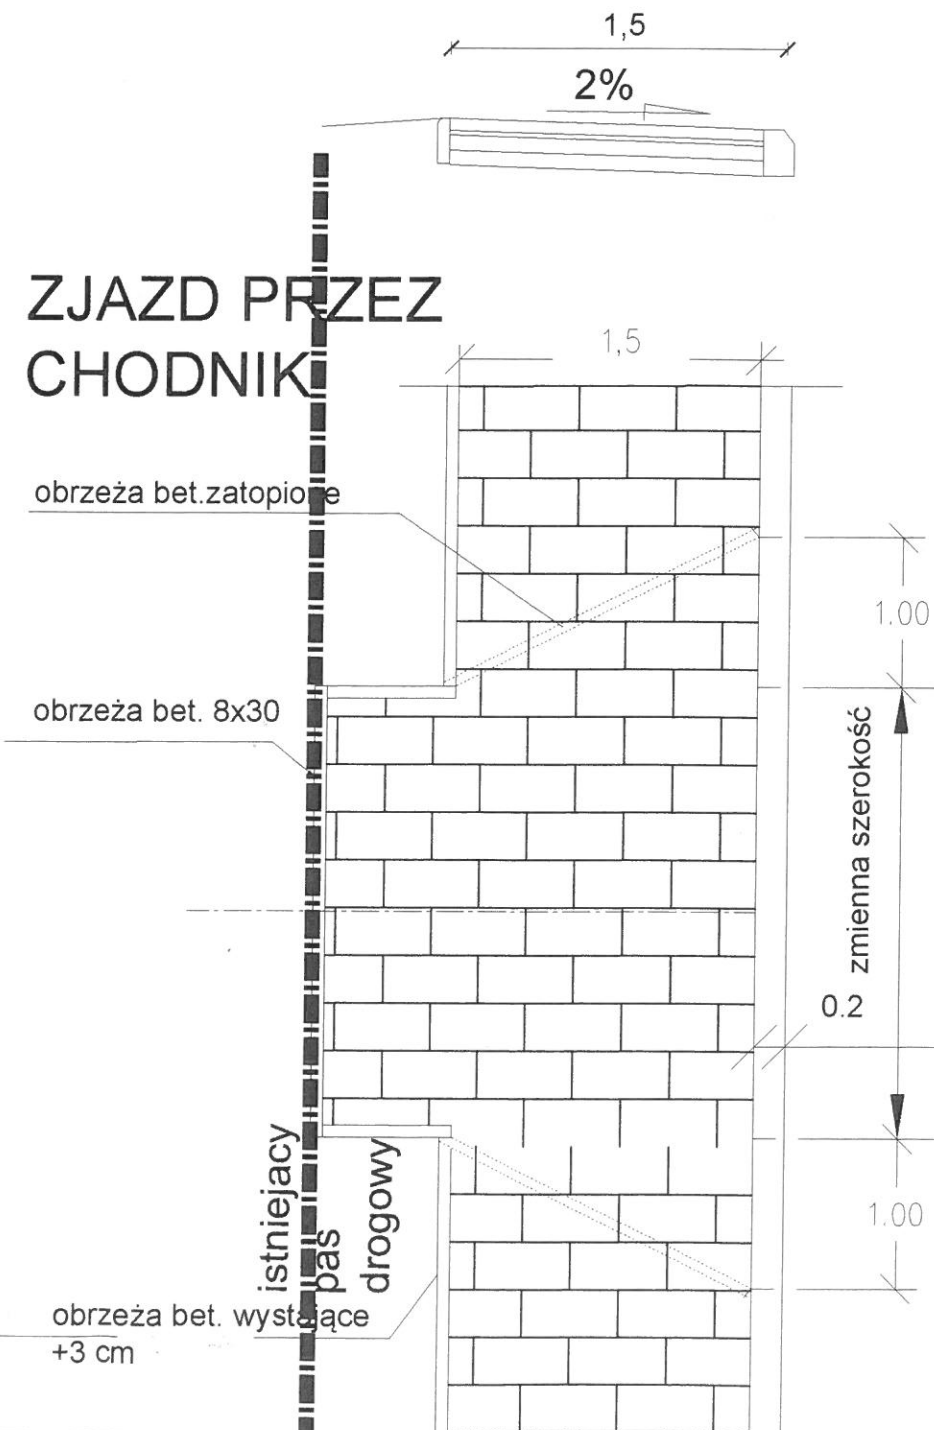 1,5
2%
ZJAZD PRZEZ
CHODNIK
1,5
obrzeża bet.zatopione
1.00
obrzeża bet. 8x30
zmienna szerokość
0.2
istniejacy
pas
drogowy
1.00
obrzeża bet. wystające
+3 cm